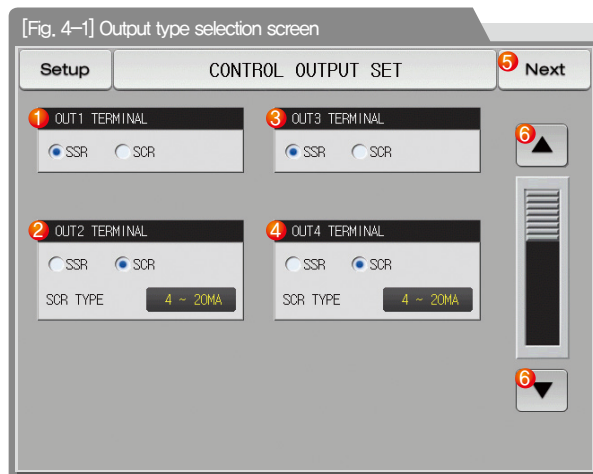 [Fig. 4-1] Output type selection screen
Setup
CONTROL OUTPUT SET
5 Next
1 OUT1 TERMINAL
SSR SCR
2 OUT2 TERMINAL
SSR SCR
SCR TYPE 4 ~ 20MA
3 OUT3 TERMINAL
SSR SCR
4 OUT4 TERMINAL
SSR SCR
SCR TYPE 4 ~ 20MA
6
6